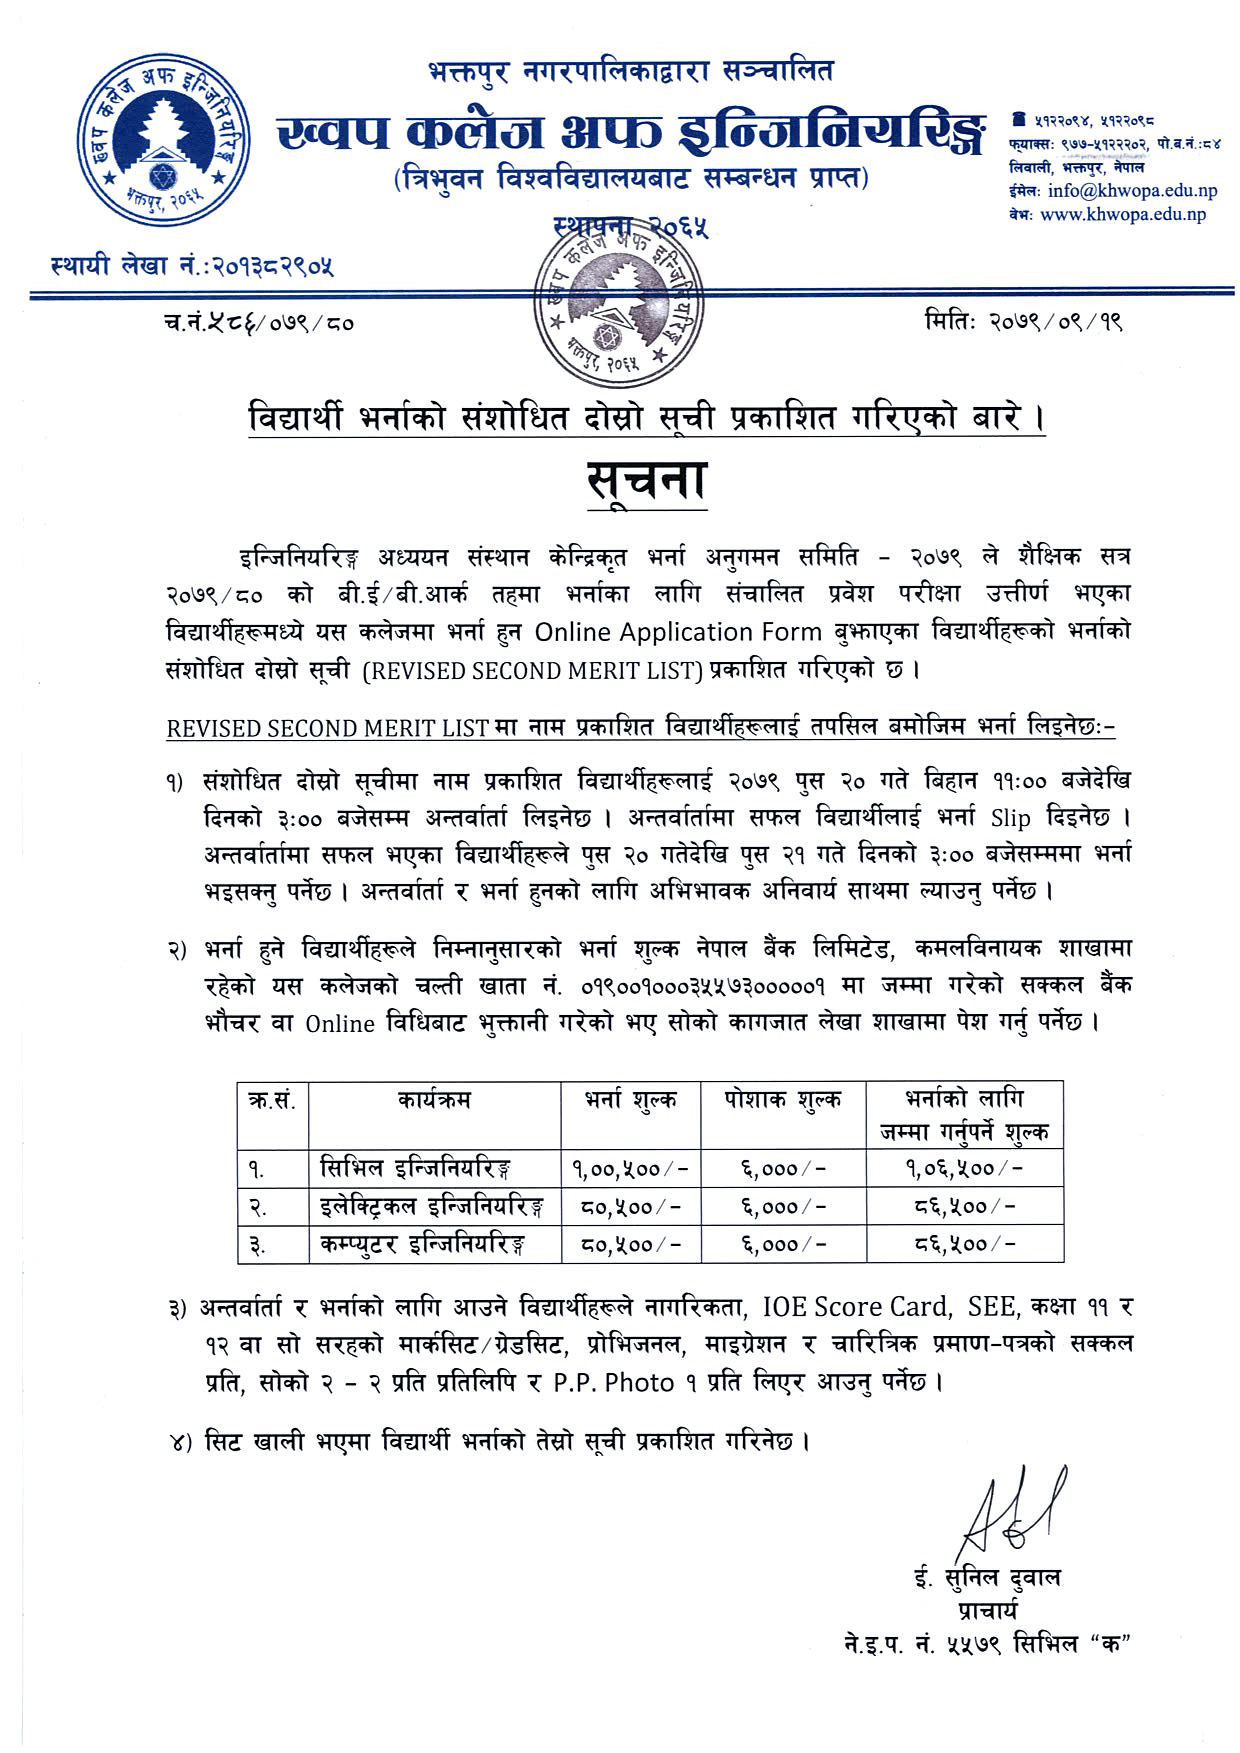 ख्वप कलेज अफ इन्जिनियरिङ्ग
भक्तपुर, २०६५
भक्तपुर नगरपालिकाद्वारा सञ्चालित
ख्वप कलेज अफ इन्जिनियरिङ्ग
(त्रिभुवन विश्वविद्यालयबाट सम्बन्धन प्राप्त)
स्थापना २०६५
☎ ५१२२०९४, ५१२२०९८
फ्याक्सः ९७७-५१२२२०२, पो.ब.नं.:८४
लिवाली, भक्तपुर, नेपाल
ईमेलः info@khwopa.edu.np
वेभः www.khwopa.edu.np
स्थायी लेखा नं.:२०१३८२९०५
ख्वप कलेज अफ इन्जिनियरिङ्ग
भक्तपुर, २०६५
च.नं.५८६/०७९/८०
मितिः २०७९/०९/१९
विद्यार्थी भर्नाको संशोधित दोस्रो सूची प्रकाशित गरिएको बारे ।
सूचना
इन्जिनियरिङ्ग अध्ययन संस्थान केन्द्रिकृत भर्ना अनुगमन समिति – २०७९ ले शैक्षिक सत्र
२०७९/८० को बी.ई/बी.आर्क तहमा भर्नाका लागि संचालित प्रवेश परीक्षा उत्तीर्ण भएका
विद्यार्थीहरूमध्ये यस कलेजमा भर्ना हुन Online Application Form बुझाएका विद्यार्थीहरूको भर्नाको
संशोधित दोस्रो सूची (REVISED SECOND MERIT LIST) प्रकाशित गरिएको छ ।
REVISED SECOND MERIT LIST मा नाम प्रकाशित विद्यार्थीहरूलाई तपसिल बमोजिम भर्ना लिइनेछः–
१) संशोधित दोस्रो सूचीमा नाम प्रकाशित विद्यार्थीहरूलाई २०७९ पुस २० गते बिहान ११:०० बजेदेखि
दिनको ३:०० बजेसम्म अन्तर्वार्ता लिइनेछ । अन्तर्वार्तामा सफल विद्यार्थीलाई भर्ना Slip दिइनेछ ।
अन्तर्वार्तामा सफल भएका विद्यार्थीहरूले पुस २० गतेदेखि पुस २१ गते दिनको ३:०० बजेसम्ममा भर्ना
भइसक्नु पर्नेछ । अन्तर्वार्ता र भर्ना हुनको लागि अभिभावक अनिवार्य साथमा ल्याउनु पर्नेछ ।
२) भर्ना हुने विद्यार्थीहरूले निम्नानुसारको भर्ना शुल्क नेपाल बैंक लिमिटेड, कमलविनायक शाखामा
रहेको यस कलेजको चल्ती खाता नं. ०१९००१०००३५५७३०००००१ मा जम्मा गरेको सक्कल बैंक
भौचर वा Online विधिबाट भुक्तानी गरेको भए सोको कागजात लेखा शाखामा पेश गर्नु पर्नेछ ।
क्र.सं. कार्यक्रम भर्ना शुल्क पोशाक शुल्क भर्नाको लागि
जम्मा गर्नुपर्ने शुल्क
१. सिभिल इन्जिनियरिङ्ग १,००,५००/– ६,०००/– १,०६,५००/–
२. इलेक्ट्रिकल इन्जिनियरिङ्ग ८०,५००/– ६,०००/– ८६,५००/–
३. कम्प्युटर इन्जिनियरिङ्ग ८०,५००/– ६,०००/– ८६,५००/–
३) अन्तर्वार्ता र भर्नाको लागि आउने विद्यार्थीहरूले नागरिकता, IOE Score Card, SEE, कक्षा ११ र
१२ वा सो सरहको मार्कसिट/ग्रेडसिट, प्रोभिजनल, माइग्रेशन र चारित्रिक प्रमाण–पत्रको सक्कल
प्रति, सोको २ – २ प्रति प्रतिलिपि र P.P. Photo १ प्रति लिएर आउनु पर्नेछ ।
४) सिट खाली भएमा विद्यार्थी भर्नाको तेस्रो सूची प्रकाशित गरिनेछ ।
ई. सुनिल दुवाल
प्राचार्य
ने.इ.प. नं. ५५७९ सिभिल “क”